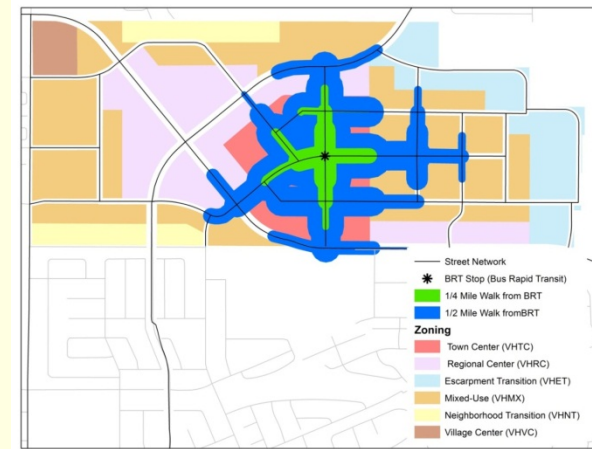 Street Network
BRT Stop (Bus Rapid Transit)
1/4 Mile Walk from BRT
1/2 Mile Walk fromBRT
Zoning
Town Center (VHTC)
Regional Center (VHRC)
Escarpment Transition (VHET)
Mixed-Use (VHMX)
Neighborhood Transition (VHNT)
Village Center (VHVC)